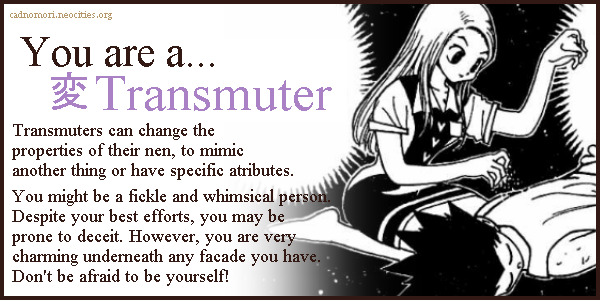 cadnomori.neocities.org
You are a...
変 Transmuter
Transmuters can change the
properties of their nen, to mimic
another thing or have specific atributes.
You might be a fickle and whimsical person.
Despite your best efforts, you may be
prone to deceit. However, you are very
charming underneath any facade you have.
Don't be afraid to be yourself!